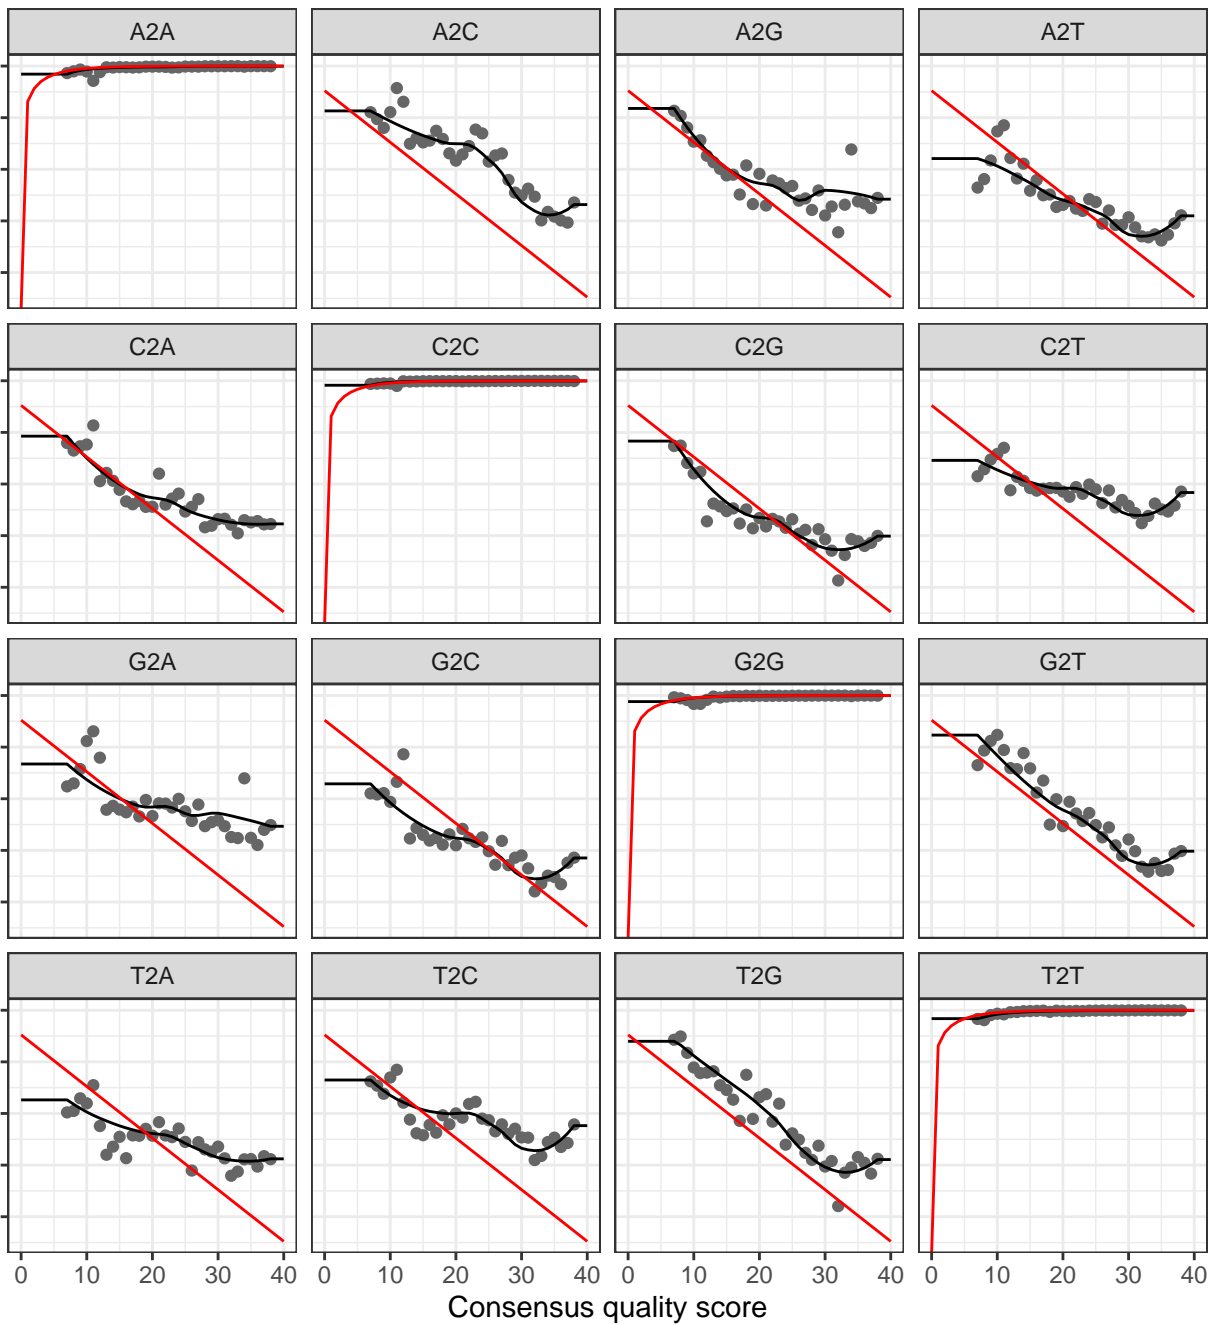 A2A A2C A2G A2T
C2A C2C C2G C2T
G2A G2C G2G G2T
T2A T2C T2G T2T
0 10 20 30 40 0 10 20 30 40 0 10 20 30 40 0 10 20 30 40
Consensus quality score